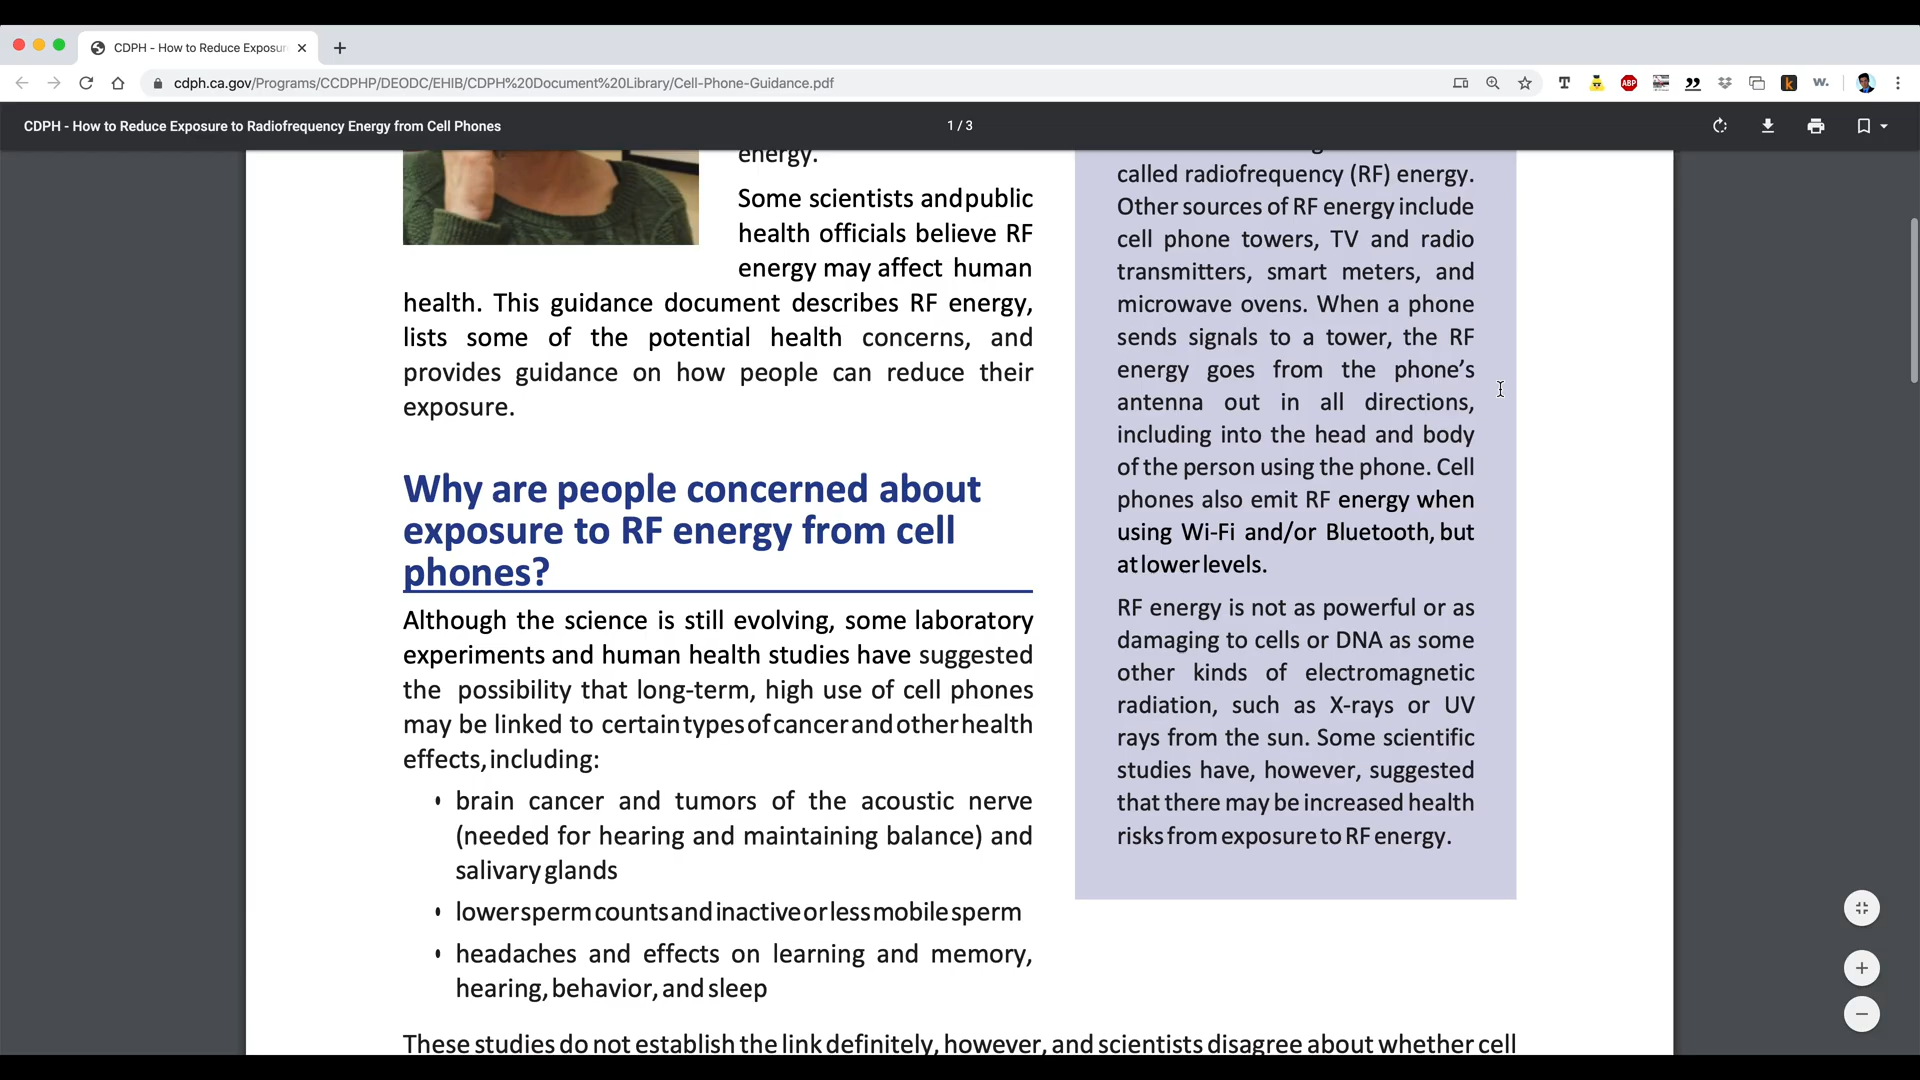 CDPH - How to Reduce Exposur
cdph.ca.gov/Programs/CCDPHP/DEODC/EHIB/CDPH%20Document%20Library/Cell-Phone-Guidance.pdf
T
ABP
k
w.
CDPH - How to Reduce Exposure to Radiofrequency Energy from Cell Phones
1 / 3
energy.
Some scientists and public
health officials believe RF
energy may affect human
health. This guidance document describes RF energy,
lists some of the potential health concerns, and
provides guidance on how people can reduce their
exposure.
Why are people concerned about
exposure to RF energy from cell
phones?
Although the science is still evolving, some laboratory
experiments and human health studies have suggested
the possibility that long-term, high use of cell phones
may be linked to certain types of cancer and other health
effects, including:
• brain cancer and tumors of the acoustic nerve
(needed for hearing and maintaining balance) and
salivary glands
• lower sperm counts and inactive or less mobile sperm
• headaches and effects on learning and memory,
hearing, behavior, and sleep
These studies do not establish the link definitely, however, and scientists disagree about whether cell
called radiofrequency (RF) energy.
Other sources of RF energy include
cell phone towers, TV and radio
transmitters, smart meters, and
microwave ovens. When a phone
sends signals to a tower, the RF
energy goes from the phone's
antenna out in all directions,
including into the head and body
of the person using the phone. Cell
phones also emit RF energy when
using Wi-Fi and/or Bluetooth, but
at lower levels.
RF energy is not as powerful or as
damaging to cells or DNA as some
other kinds of electromagnetic
radiation, such as X-rays or UV
rays from the sun. Some scientific
studies have, however, suggested
that there may be increased health
risks from exposure to RF energy.